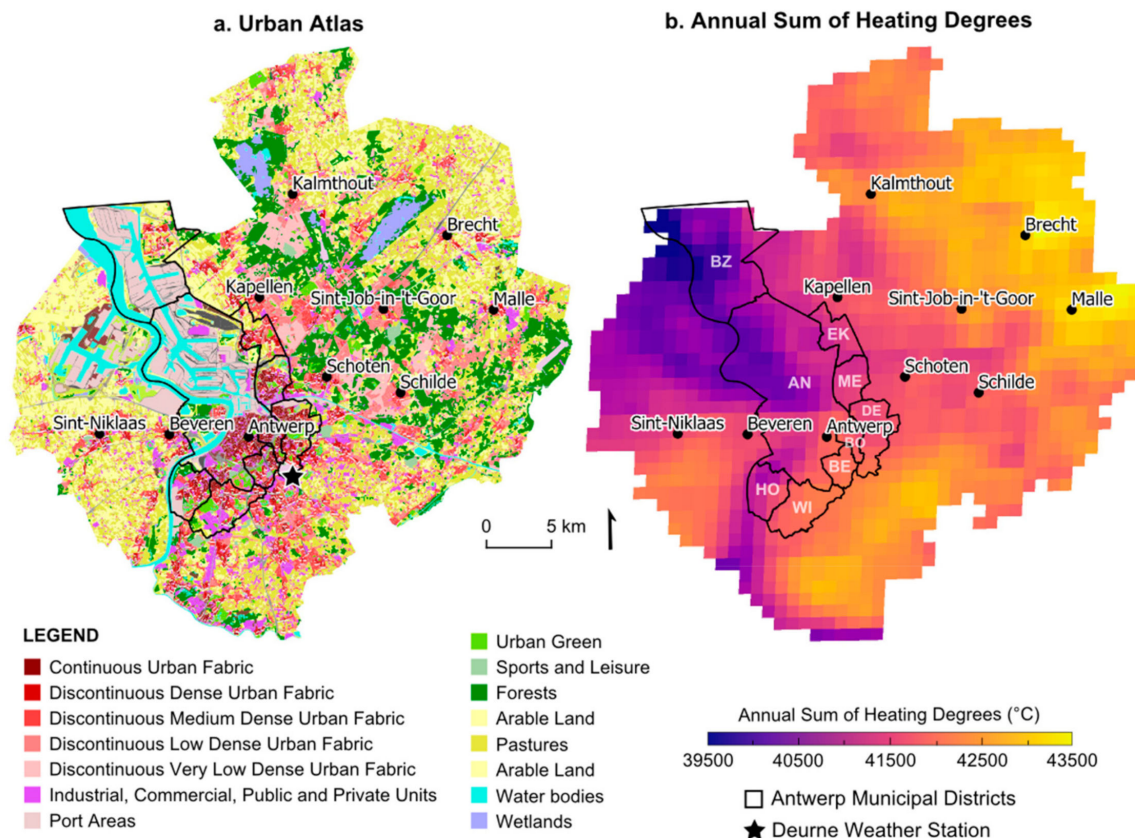 a. Urban Atlas
b. Annual Sum of Heating Degrees
Kalmthout
Brecht
Kapellen
Sint-Job-in-'t-Goor
Malle
Schoten
Schilde
Sint-Niklaas
Beveren
Antwerp
0 5 km
Kalmthout
Brecht
BZ
Kapellen
Sint-Job-in-'t-Goor
Malle
EK
AN
ME
Schoten
Schilde
DE
Sint-Niklaas
Beveren
Antwerp
BO
BE
HO
WI
LEGEND
Continuous Urban Fabric
Discontinuous Dense Urban Fabric
Discontinuous Medium Dense Urban Fabric
Discontinuous Low Dense Urban Fabric
Discontinuous Very Low Dense Urban Fabric
Industrial, Commercial, Public and Private Units
Port Areas
Urban Green
Sports and Leisure
Forests
Arable Land
Pastures
Arable Land
Water bodies
Wetlands
Annual Sum of Heating Degrees (°C)
39500 40500 41500 42500 43500
Antwerp Municipal Districts
Deurne Weather Station